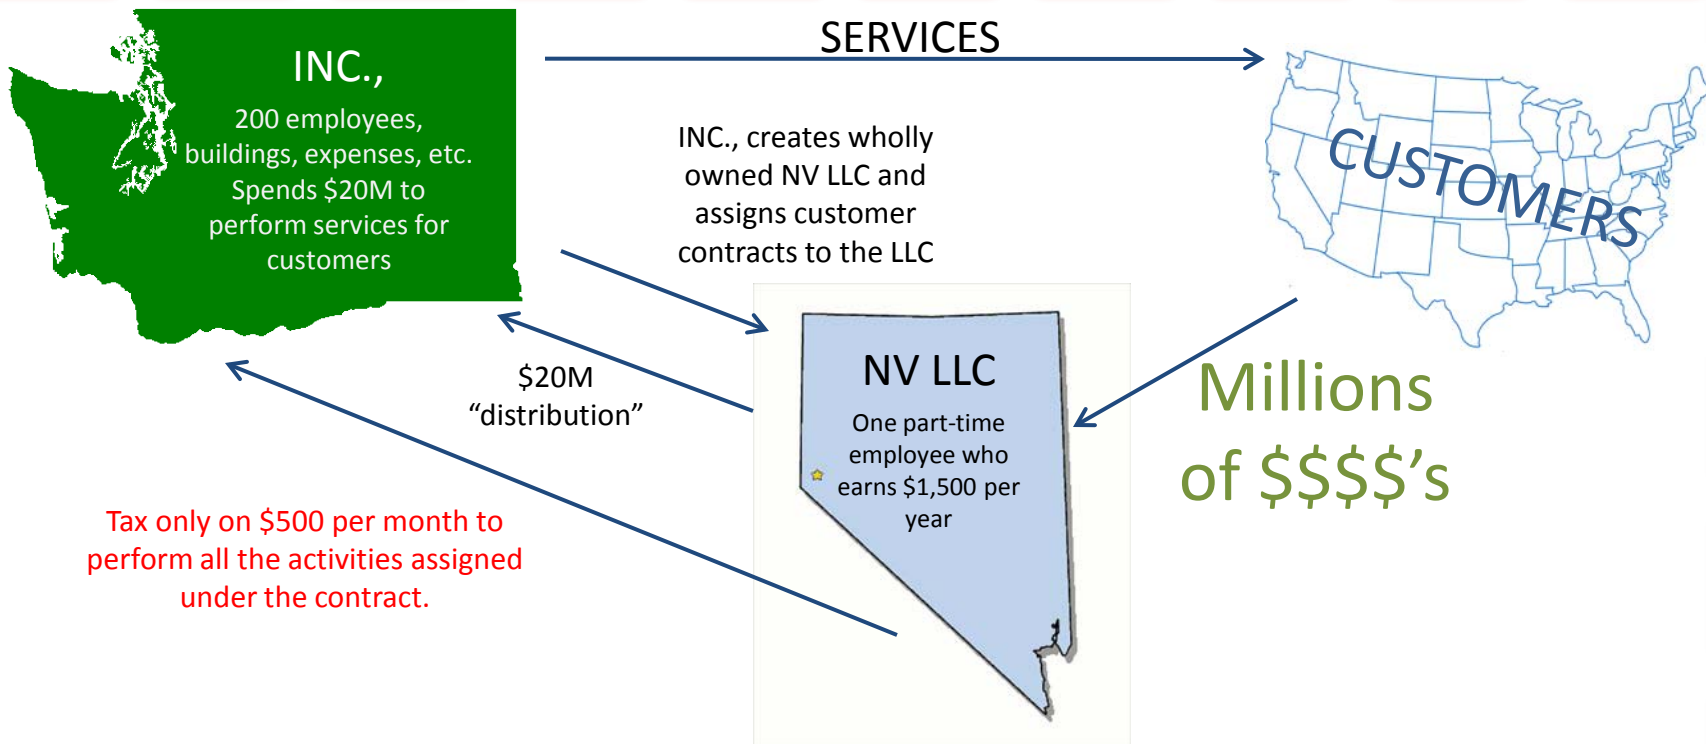 SERVICES
INC.,
200 employees,
buildings, expenses, etc.
Spends $20M to
perform services for
customers
INC., creates wholly
owned NV LLC and
assigns customer
contracts to the LLC
CUSTOMERS
$20M
“distribution”
NV LLC
One part-time
employee who
earns $1,500 per
year
Millions
of $$$$’s
Tax only on $500 per month to
perform all the activities assigned
under the contract.